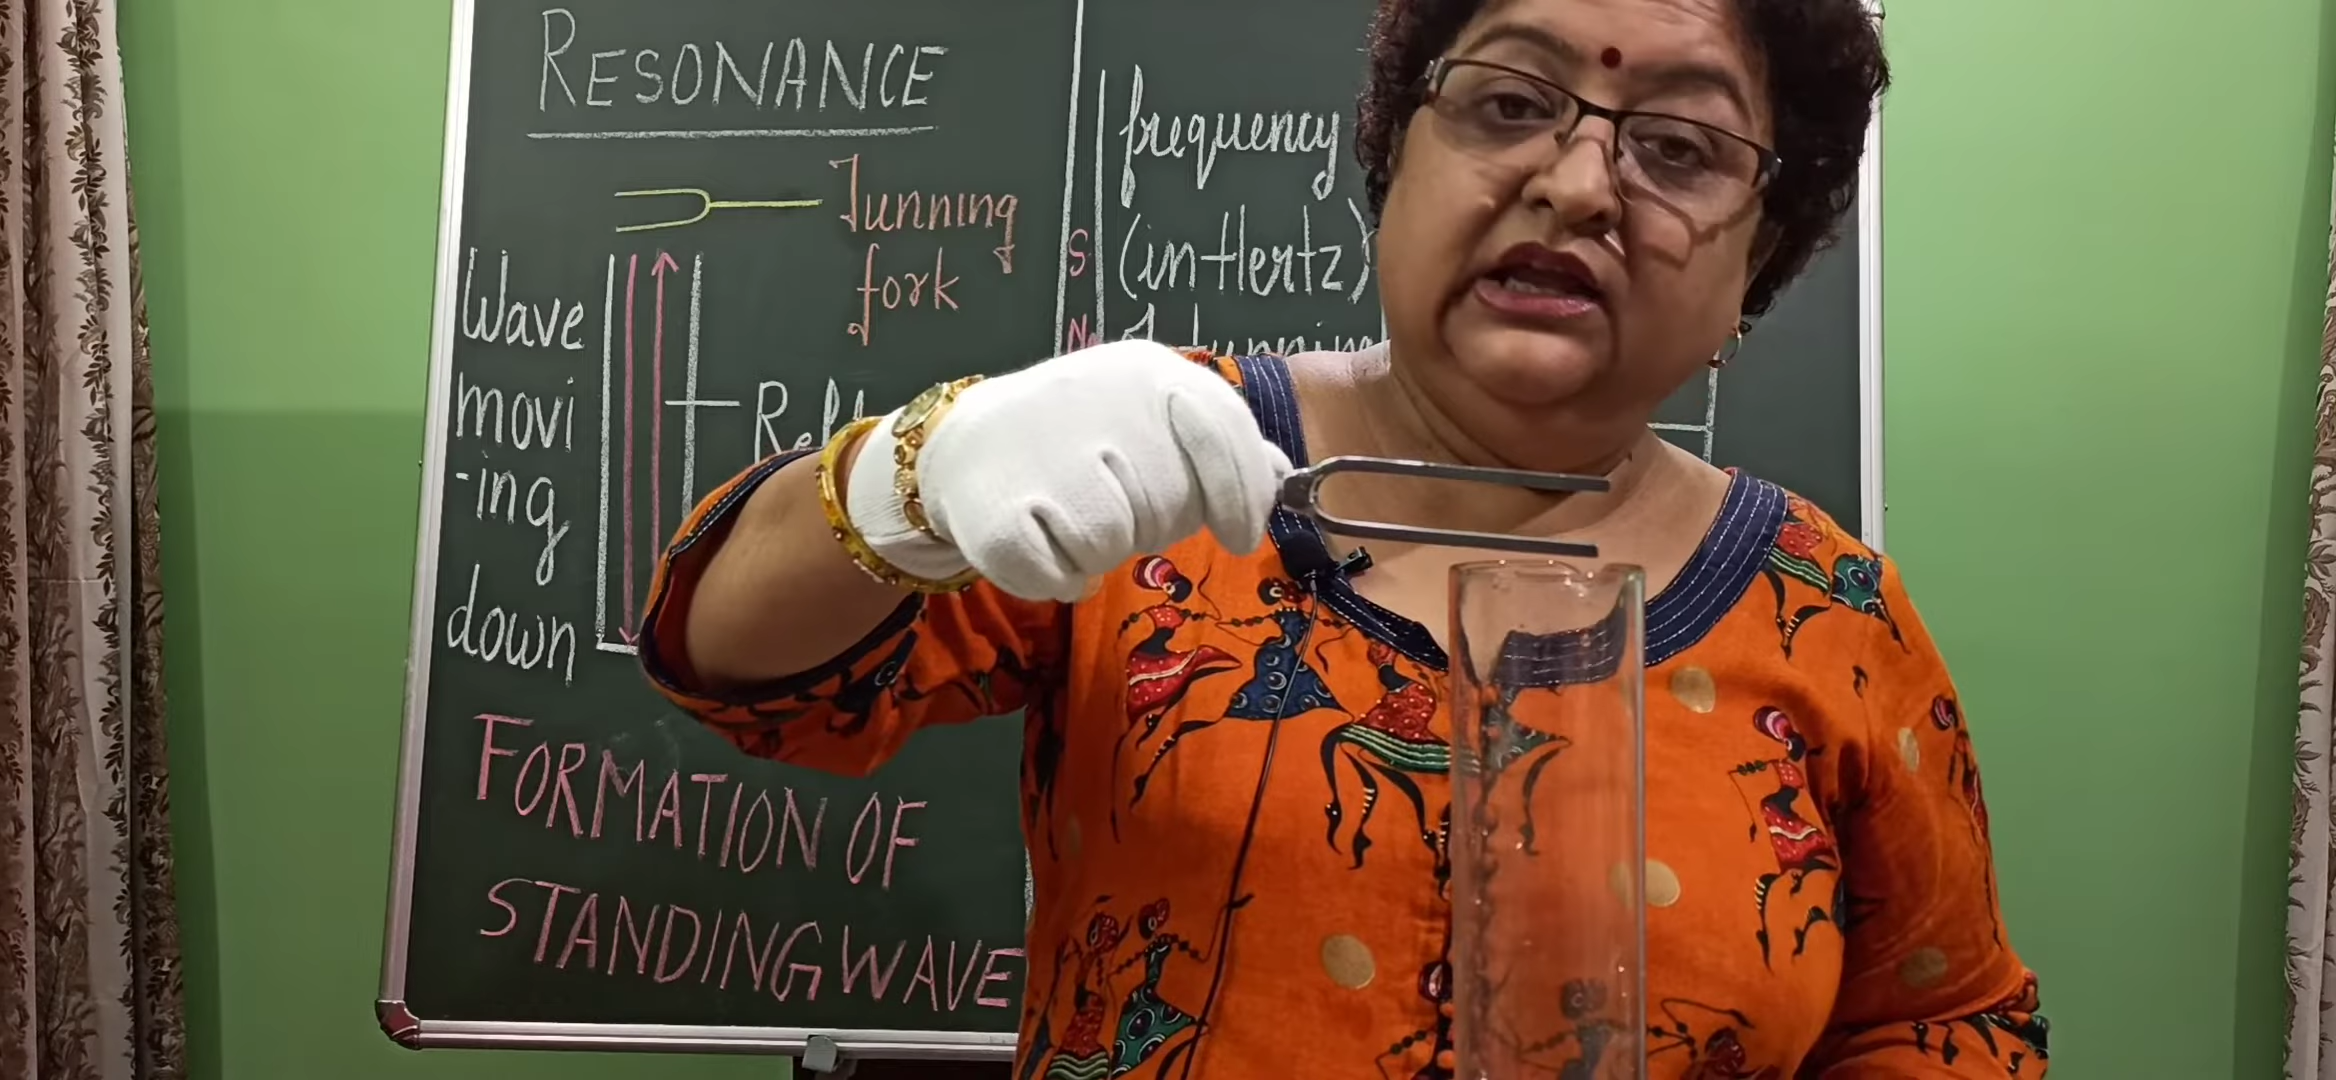 RESONANCE
Tunning
fork
Wave
movi
-ing
down
FORMATION OF
STANDING WAVE
frequency
(in Hertz)
S